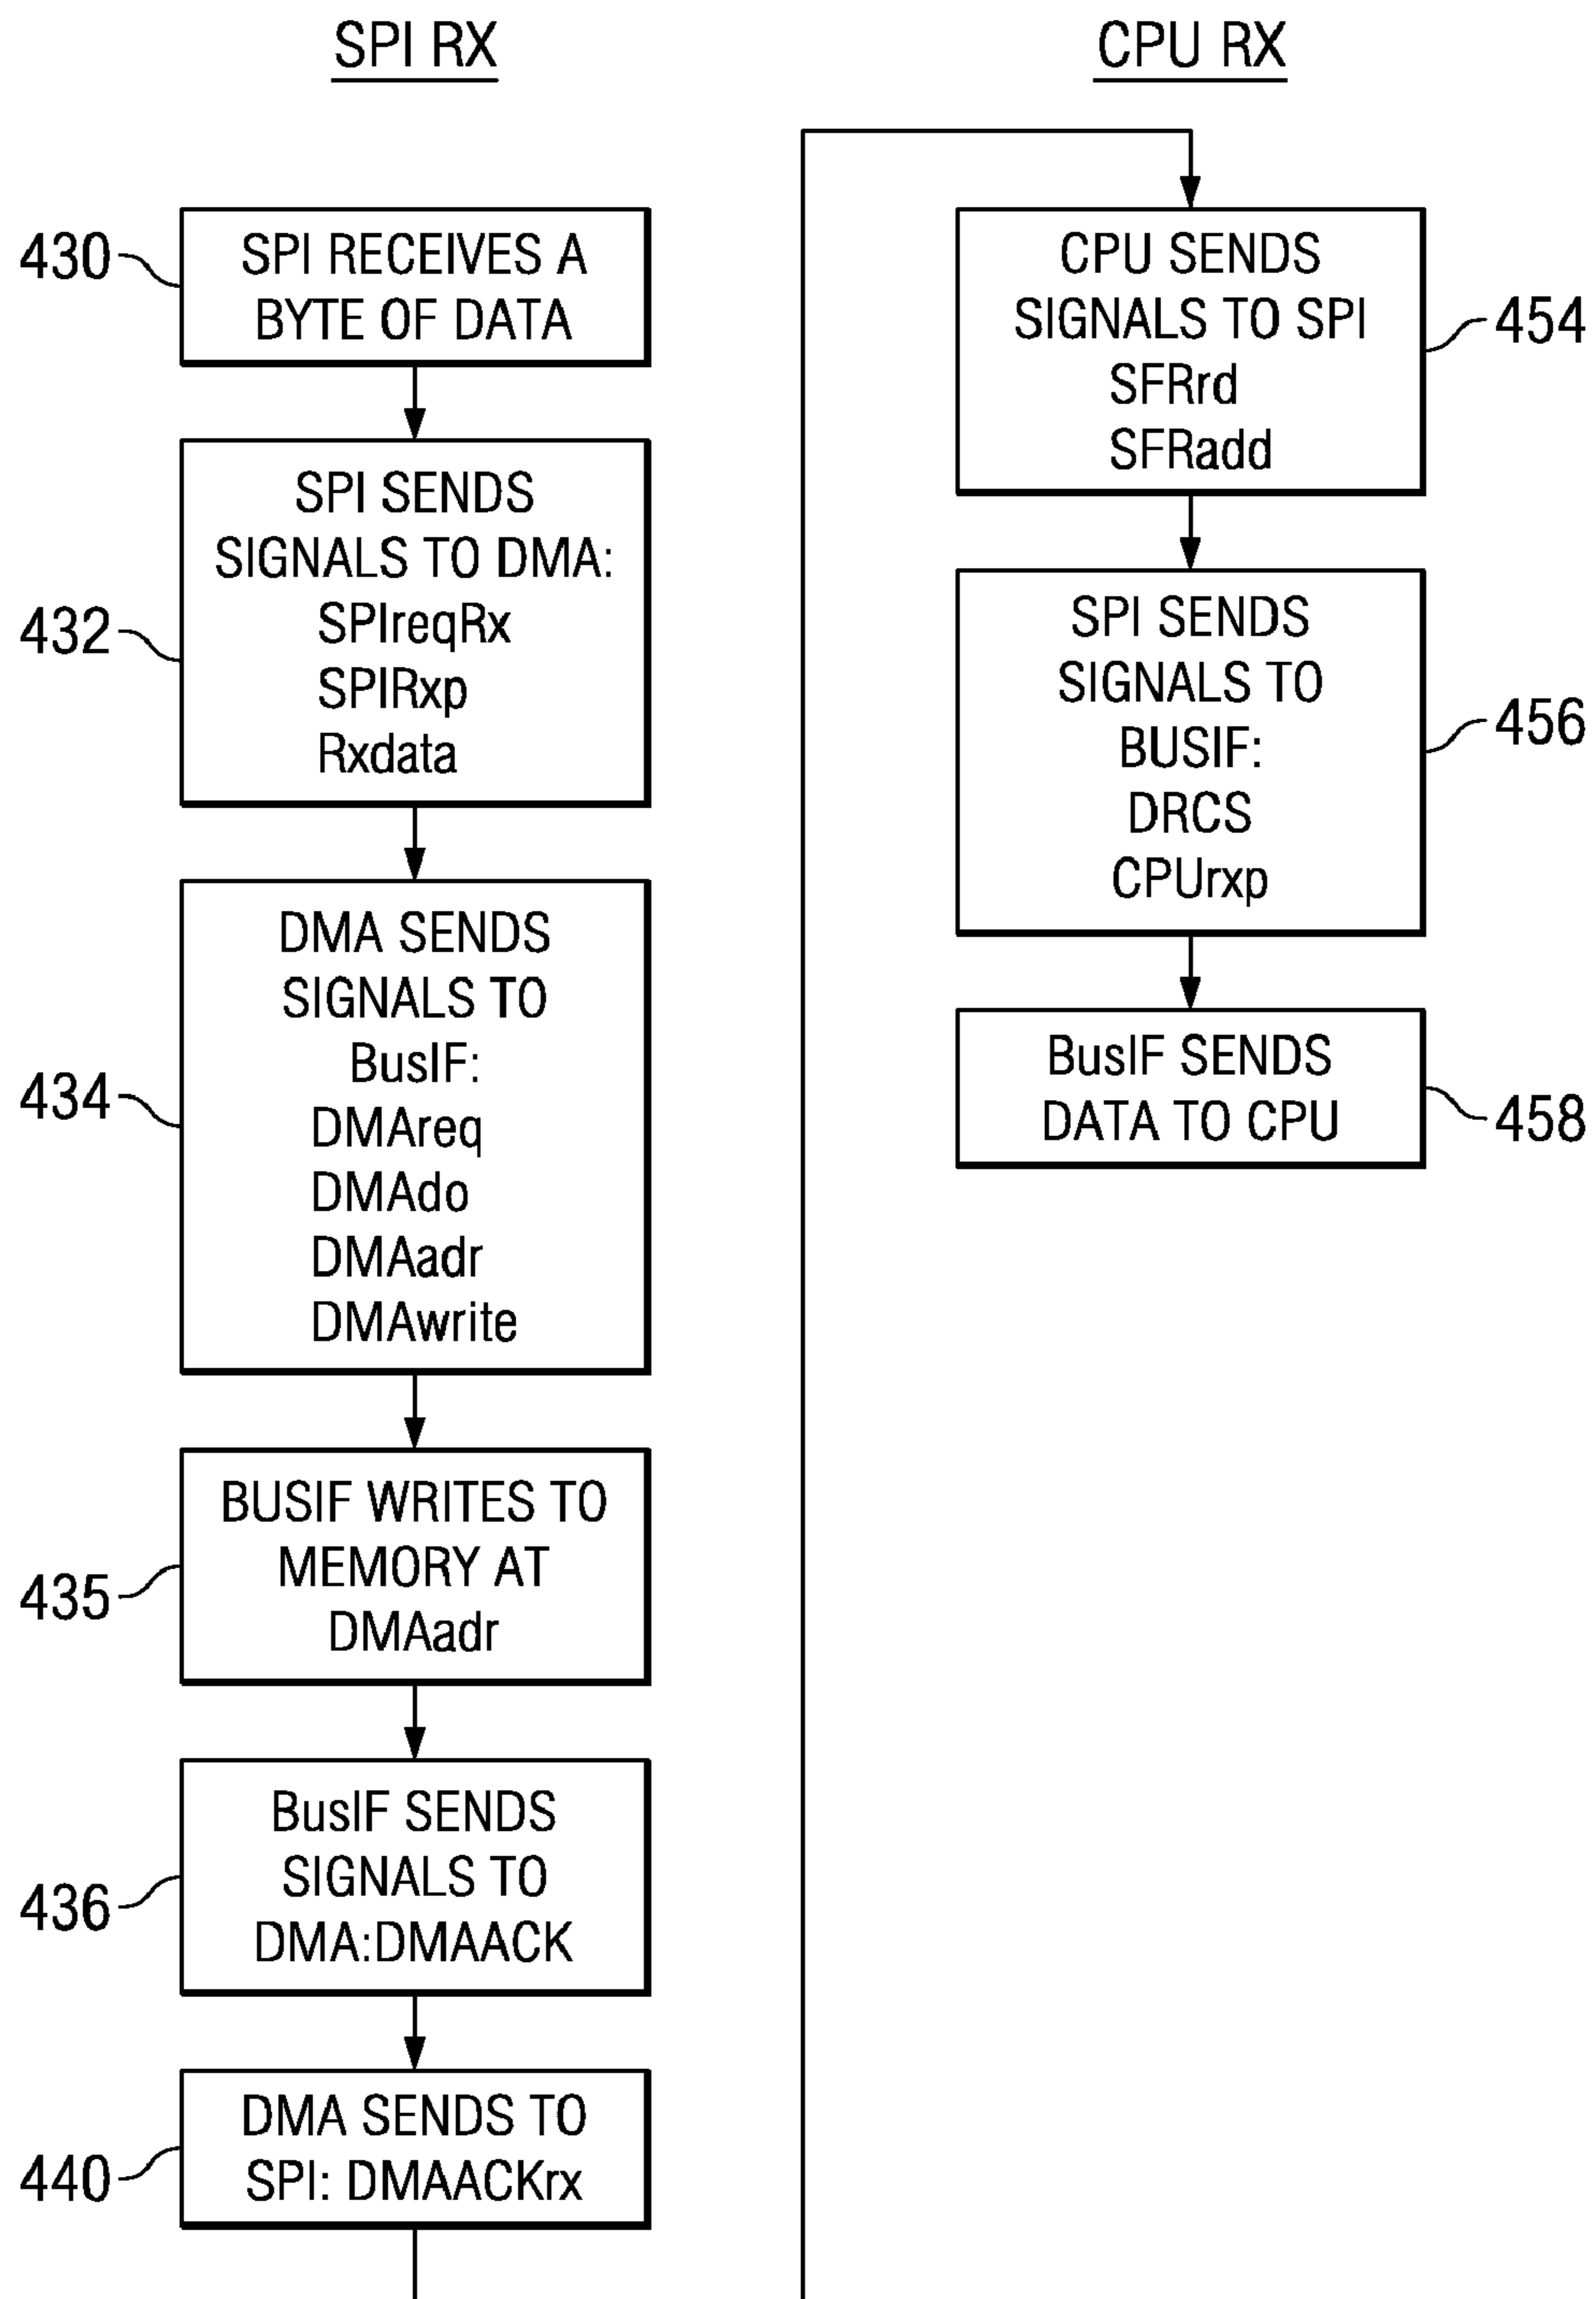 SPI RX
430
SPI RECEIVES A
BYTE OF DATA
432
SPI SENDS
SIGNALS TO DMA:
SPIreqRx
SPIRxp
Rxdata
434
DMA SENDS
SIGNALS TO
BusIF:
DMAreq
DMAdo
DMAadr
DMAwrite
435
BUSIF WRITES TO
MEMORY AT
DMAadr
436
BusIF SENDS
SIGNALS TO
DMA:DMAACK
440
DMA SENDS TO
SPI: DMAACKrx
CPU RX
CPU SENDS
SIGNALS TO SPI
SFRrd
SFRadd
454
SPI SENDS
SIGNALS TO
BUSIF:
DRCS
CPUrxp
456
BusIF SENDS
DATA TO CPU
458